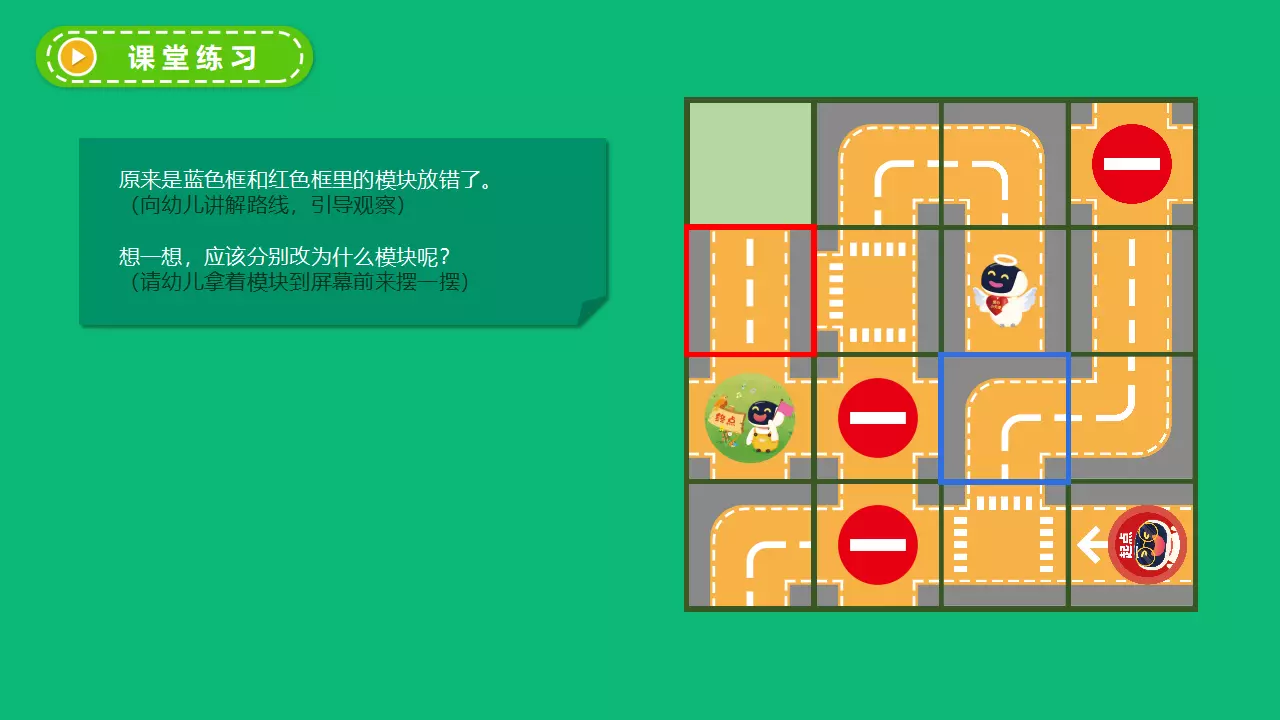 课堂练习
原来是蓝色框和红色框里的模块放错了。
（向幼儿讲解路线，引导观察）
想一想，应该分别改为什么模块呢？
（请幼儿拿着模块到屏幕前来摆一摆）
终点
起点